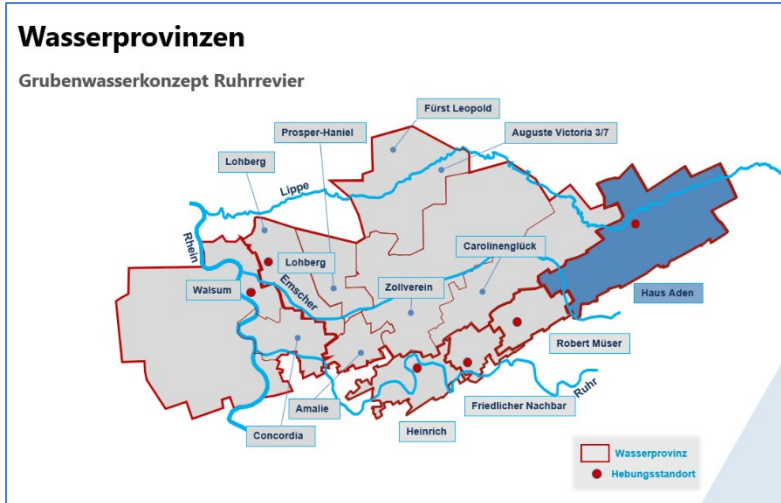 Wasserprovinzen
Grubenwasserkonzept Ruhrrevier
Fürst Leopold
Prosper-Haniel
Auguste Victoria 3/7
Lohberg
Lippe
Rhein
Lohberg
Carolinenglück
Emscher
Zollverein
Walsum
Haus Aden
Robert Müser
Ruhr
Amalie
Friedlicher Nachbar
Heinrich
Concordia
Wasserprovinz
Hebungsstandort